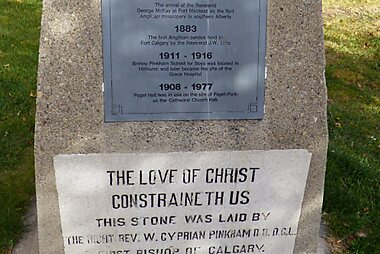 The arrival of the Reverend
George McKay at Fort Macleod as the first
Anglican missionary in southern Alberta
1883
The first Anglican service held in
Fort Calgary by the Reverend J.W. Tims
1911 - 1916
Bishop Pinkham School for Boys was located in
Hillhurst and later became the site of the
Grace Hospital
1908 - 1977
Paget Hall was in use on the site of Paget Park
as the Cathedral Church Hall.
THE LOVE OF CHRIST
CONSTRAINETH US
THIS STONE WAS LAID BY
THE RIGHT REV. W. CYPRIAN PINKHAM D.D. D.C.L.
FIRST BISHOP OF CALGARY.